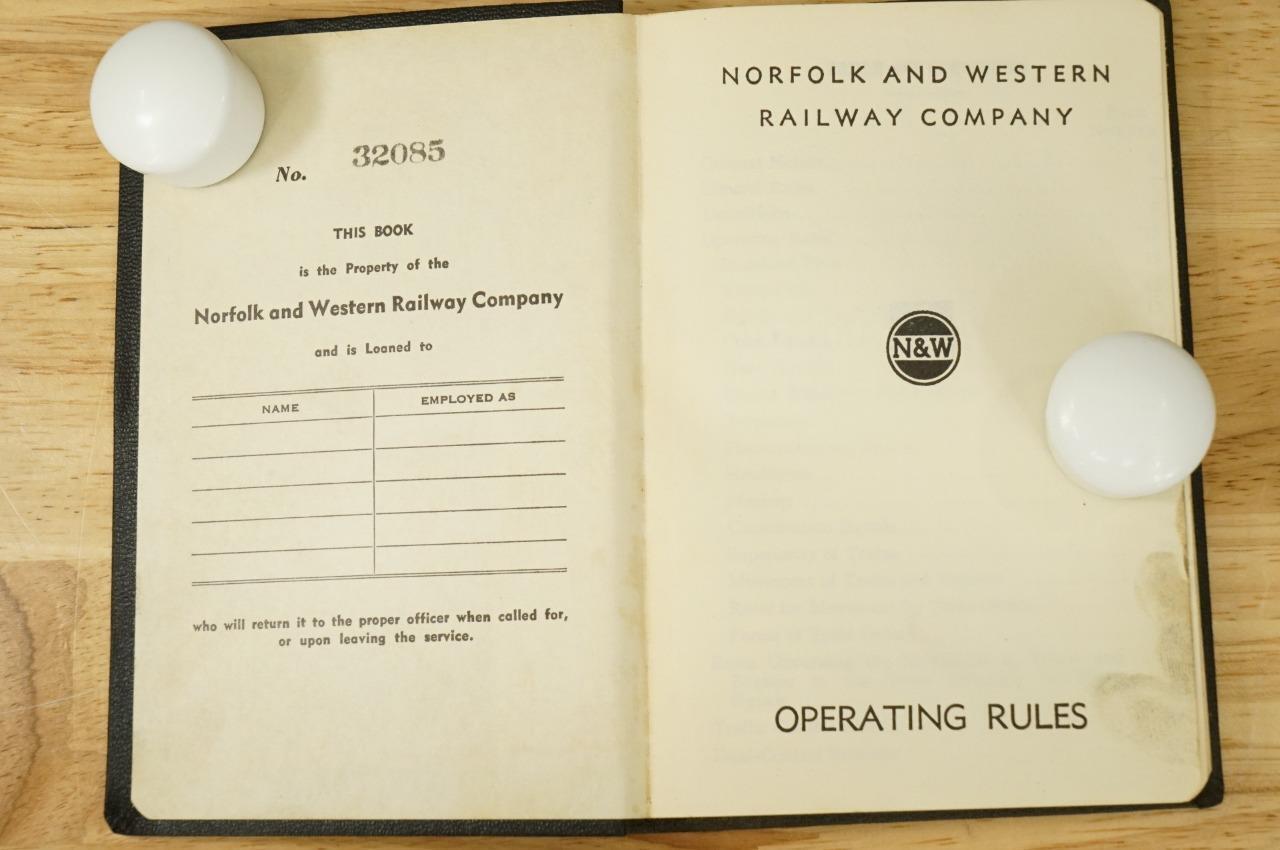 No. 32085
THIS BOOK
is the Property of the
Norfolk and Western Railway Company
and is Loaned to
NAME EMPLOYED AS
who will return it to the proper officer when called for,
or upon leaving the service.
NORFOLK AND WESTERN
RAILWAY COMPANY
N&W
OPERATING RULES